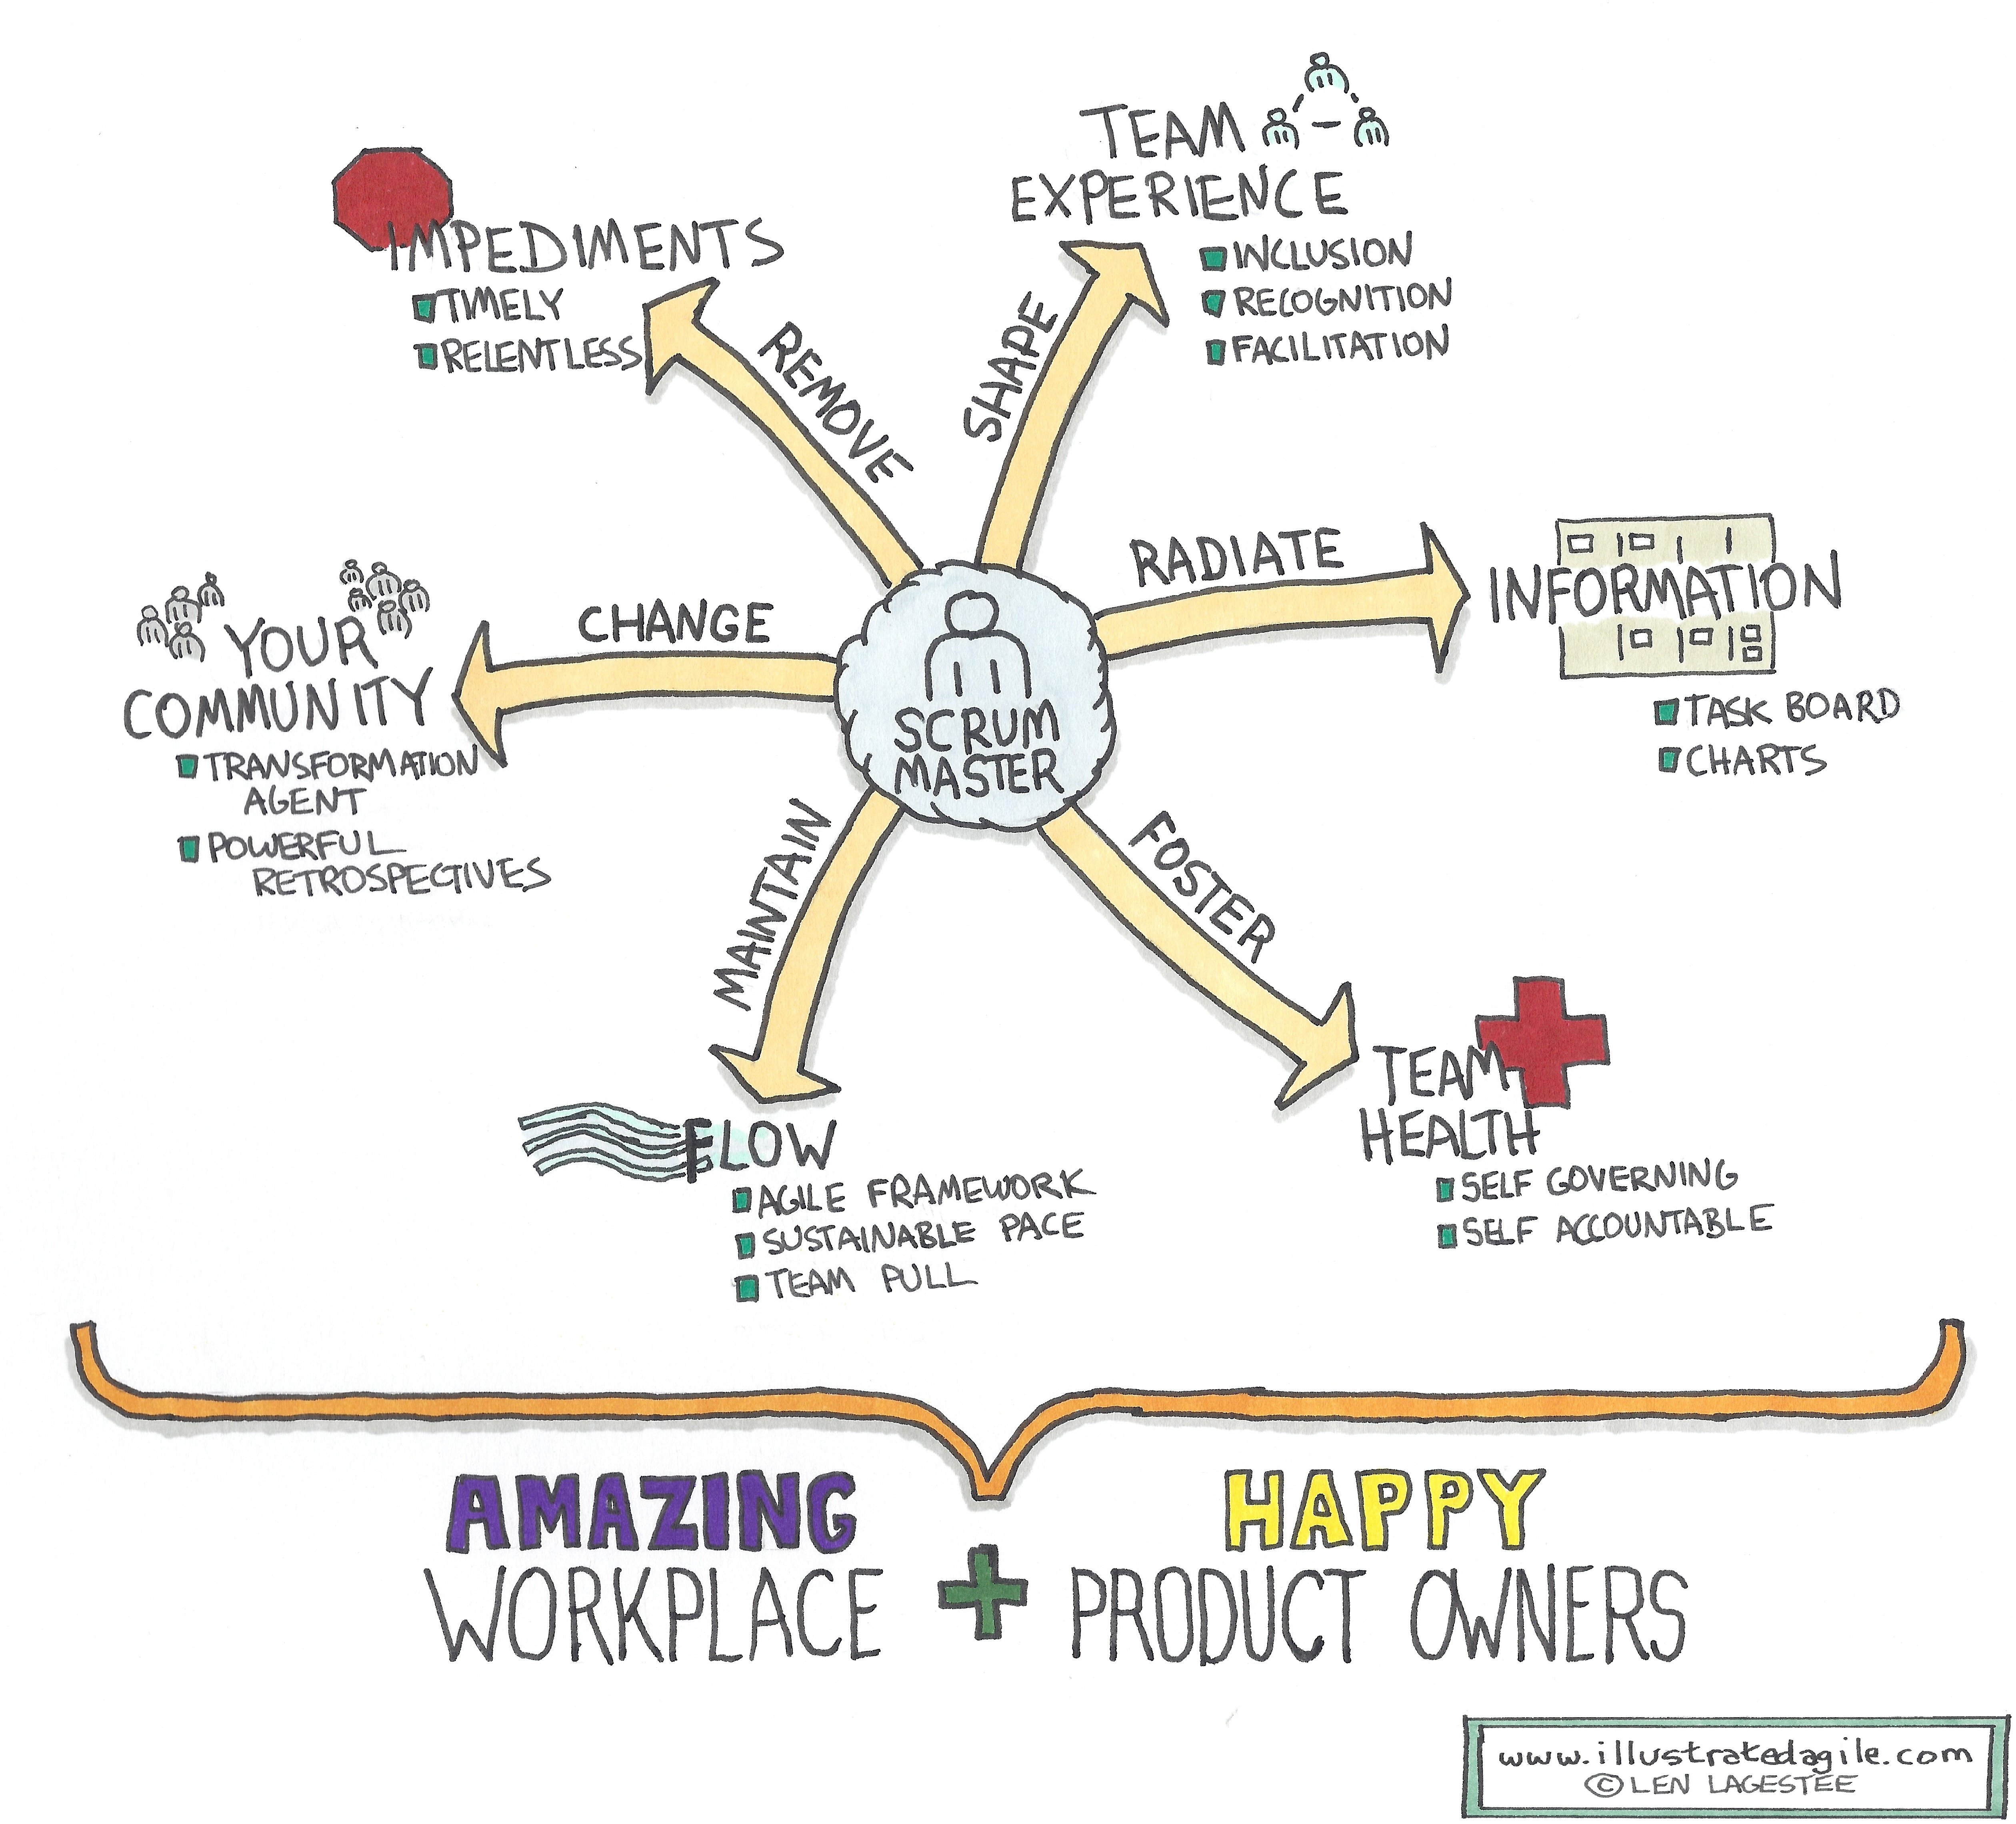 IMPEDIMENTS
TIMELY
RELENTLESS
REMOVE
TEAM
EXPERIENCE
INCLUSION
RECOGNITION
FACILITATION
SHAPE
RADIATE
INFORMATION
TASK BOARD
CHARTS
CHANGE
YOUR
COMMUNITY
TRANSFORMATION
AGENT
POWERFUL
RETROSPECTIVES
SCRUM
MASTER
MAINTAIN
FLOW
AGILE FRAMEWORK
SUSTAINABLE PACE
TEAM PULL
FOSTER
TEAM
HEALTH
SELF GOVERNING
SELF ACCOUNTABLE
AMAZING
WORKPLACE
+
HAPPY
PRODUCT OWNERS
www.illustratedagile.com
© LEN LAGESTEE